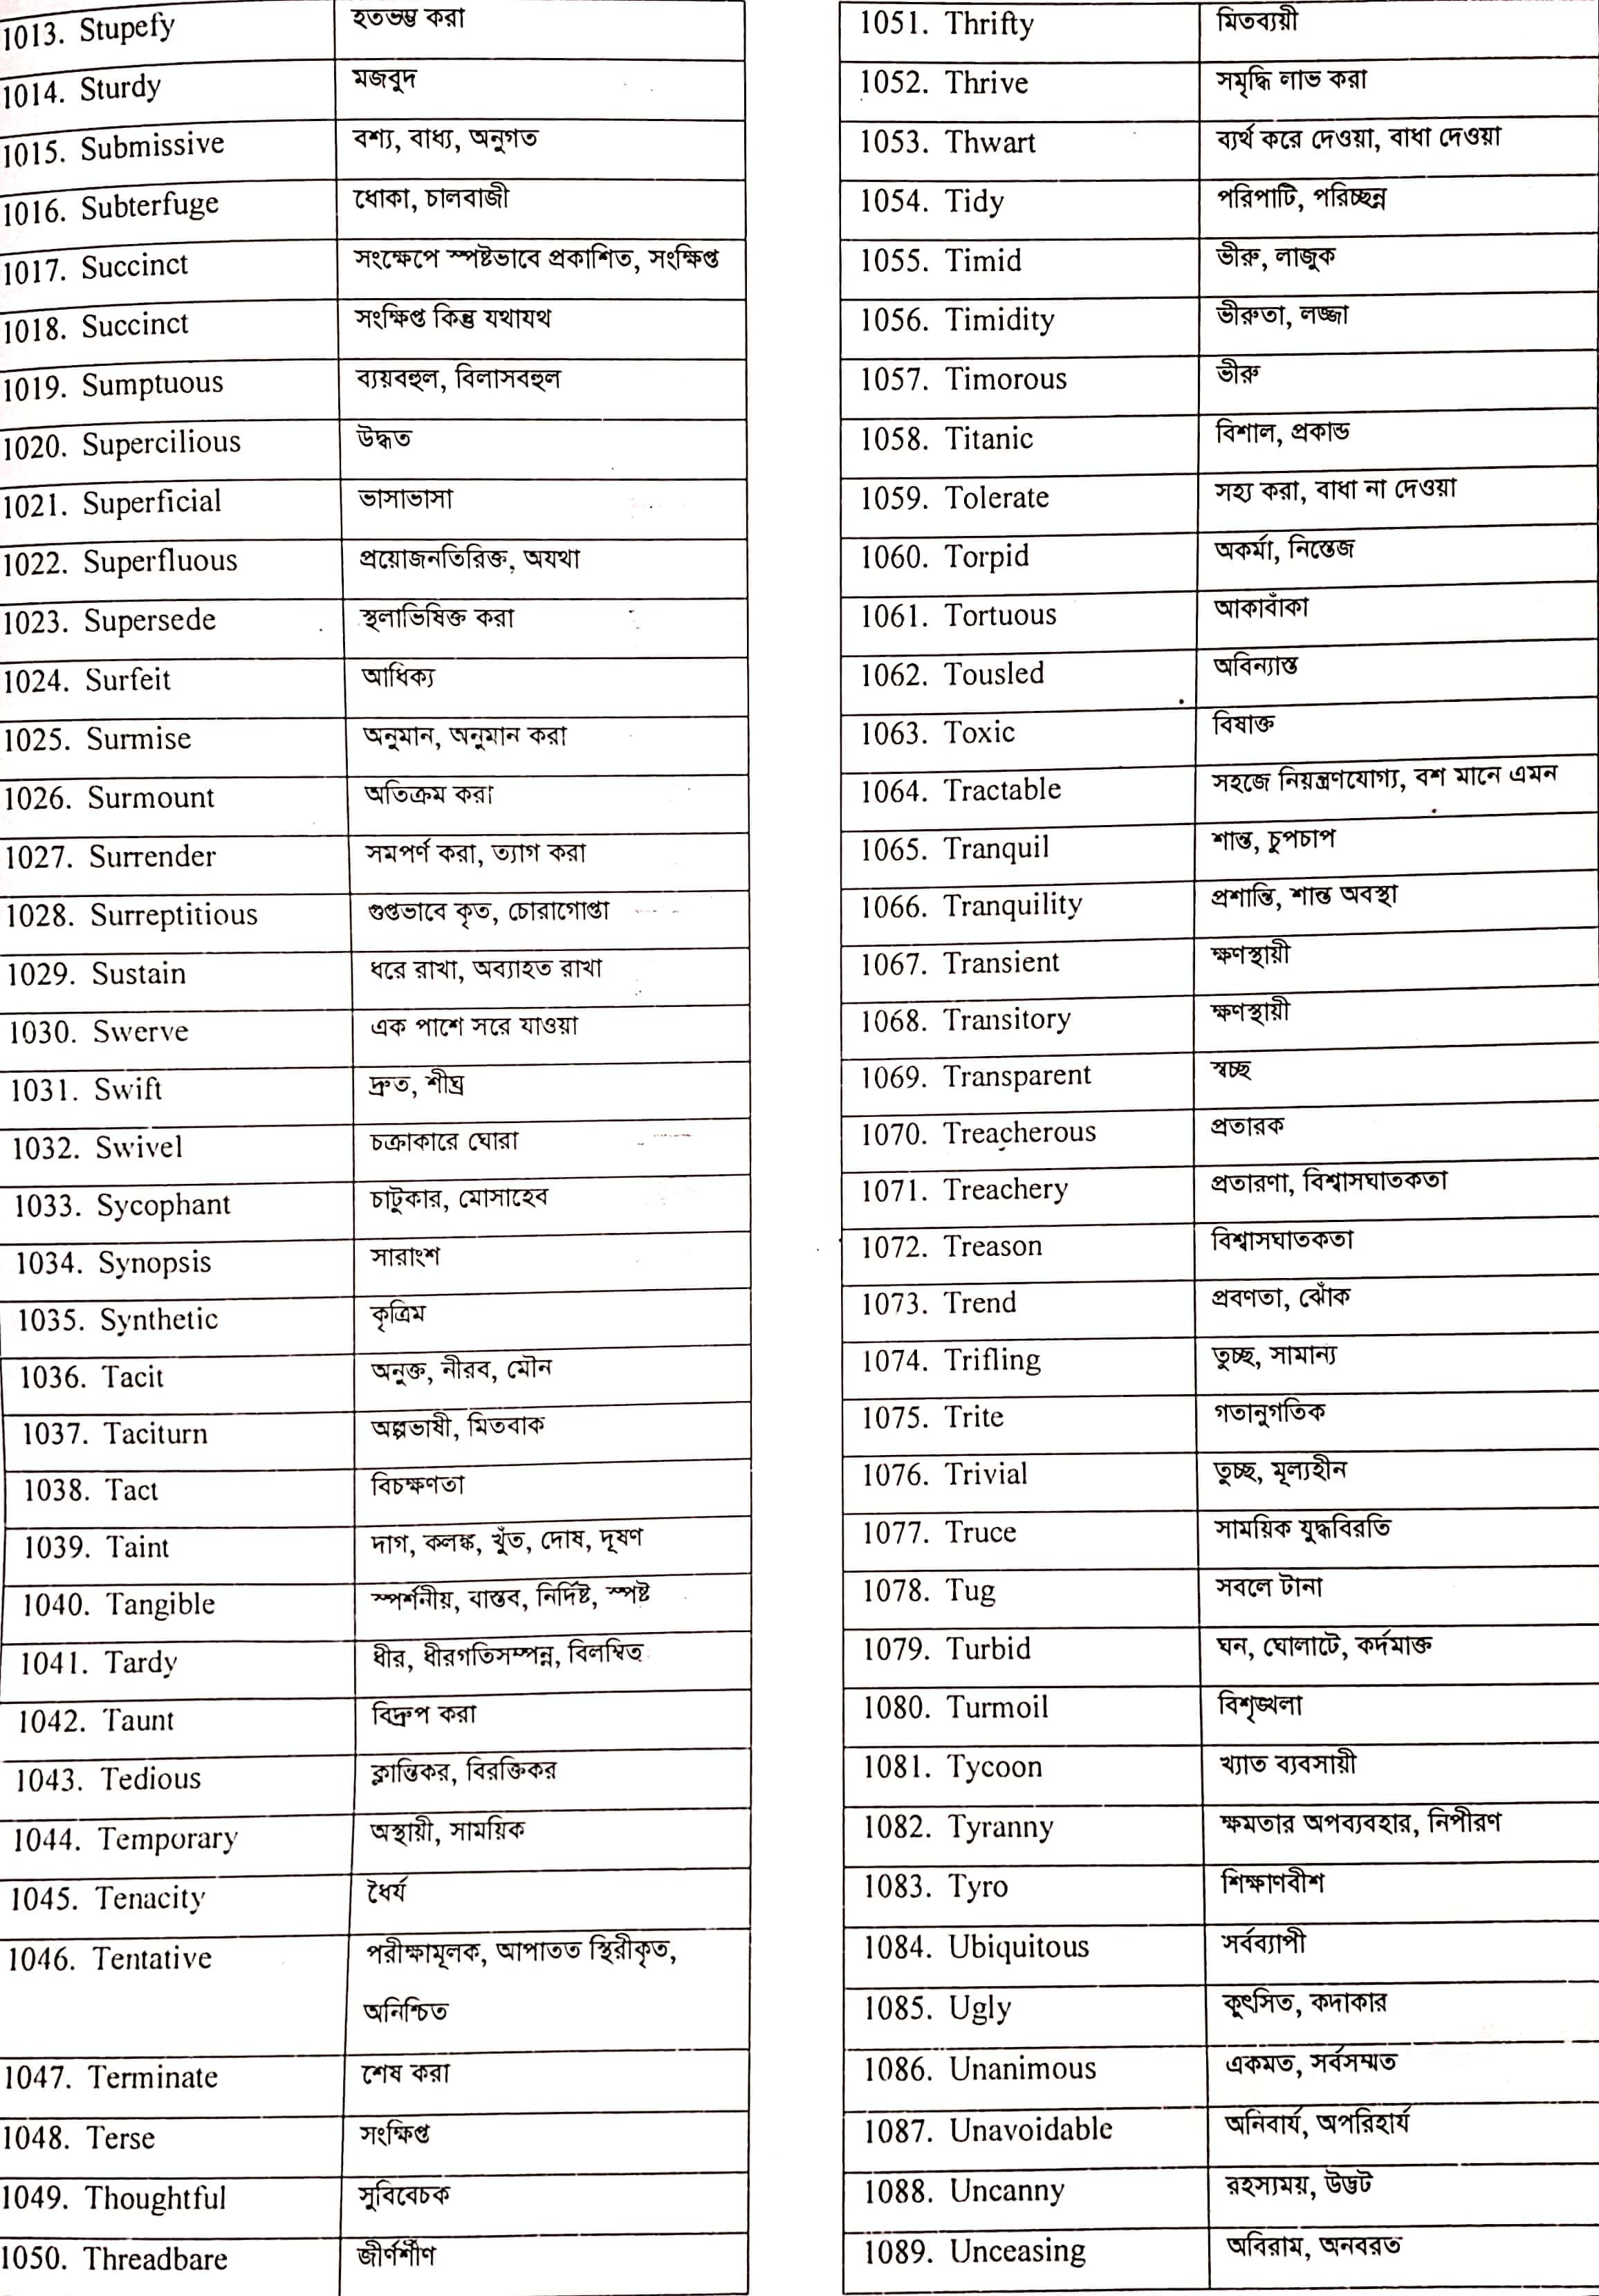 1013. Stupefy হতভম্ভ করা
1014. Sturdy মজবুদ
1015. Submissive বশ্য, বাধ্য, অনুগত
1016. Subterfuge ধোকা, চালবাজী
1017. Succinct সংক্ষেপে স্পষ্টভাবে প্রকাশিত, সংক্ষিপ্ত
1018. Succinct সংক্ষিপ্ত কিন্তু যথাযথ
1019. Sumptuous ব্যয়বহুল, বিলাসবহুল
1020. Supercilious উদ্ধত
1021. Superficial ভাসাভাসা
1022. Superfluous প্রয়োজনতিরিক্ত, অযথা
1023. Supersede স্থলাভিষিক্ত করা
1024. Surfeit আধিক্য
1025. Surmise অনুমান, অনুমান করা
1026. Surmount অতিক্রম করা
1027. Surrender সমপর্ণ করা, ত্যাগ করা
1028. Surreptitious গুপ্তভাবে কৃত, চোরাগোপ্তা
1029. Sustain ধরে রাখা, অব্যাহত রাখা
1030. Swerve এক পাশে সরে যাওয়া
1031. Swift দ্রুত, শীঘ্র
1032. Swivel চক্রাকারে ঘোরা
1033. Sycophant চাটুকার, মোসাহেব
1034. Synopsis সারাংশ
1035. Synthetic কৃত্রিম
1036. Tacit অনুক্ত, নীরব, মৌন
1037. Taciturn অল্পভাষী, মিতবাক
1038. Tact বিচক্ষণতা
1039. Taint দাগ, কলঙ্ক, খুঁত, দোষ, দূষণ
1040. Tangible স্পর্শনীয়, বাস্তব, নির্দিষ্ট, স্পষ্ট
1041. Tardy ধীর, ধীরগতিসম্পন্ন, বিলম্বিত
1042. Taunt বিদ্রুপ করা
1043. Tedious ক্লান্তিকর, বিরক্তিকর
1044. Temporary অস্থায়ী, সাময়িক
1045. Tenacity ধৈর্য
1046. Tentative পরীক্ষামূলক, আপাতত স্থিরীকৃত,
অনিশ্চিত
1047. Terminate শেষ করা
1048. Terse সংক্ষিপ্ত
1049. Thoughtful সুবিবেচক
1050. Threadbare জীর্ণশীর্ণ
1051. Thrifty মিতব্যয়ী
1052. Thrive সমৃদ্ধি লাভ করা
1053. Thwart ব্যর্থ করে দেওয়া, বাধা দেওয়া
1054. Tidy পরিপাটি, পরিচ্ছন্ন
1055. Timid ভীরু, লাজুক
1056. Timidity ভীরুতা, লজ্জা
1057. Timorous ভীরু
1058. Titanic বিশাল, প্রকান্ড
1059. Tolerate সহ্য করা, বাধা না দেওয়া
1060. Torpid অকর্মা, নিস্তেজ
1061. Tortuous আকাবাঁকা
1062. Tousled অবিন্যাস্ত
1063. Toxic বিষাক্ত
1064. Tractable সহজে নিয়ন্ত্রণযোগ্য, বশ মানে এমন
1065. Tranquil শান্ত, চুপচাপ
1066. Tranquility প্রশান্তি, শান্ত অবস্থা
1067. Transient ক্ষণস্থায়ী
1068. Transitory ক্ষণস্থায়ী
1069. Transparent স্বচ্ছ
1070. Treacherous প্রতারক
1071. Treachery প্রতারণা, বিশ্বাসঘাতকতা
1072. Treason বিশ্বাসঘাতকতা
1073. Trend প্রবণতা, ঝোঁক
1074. Trifling তুচ্ছ, সামান্য
1075. Trite গতানুগতিক
1076. Trivial তুচ্ছ, মূল্যহীন
1077. Truce সাময়িক যুদ্ধবিরতি
1078. Tug সবলে টানা
1079. Turbid ঘন, ঘোলাটে, কর্দমাক্ত
1080. Turmoil বিশৃঙ্খলা
1081. Tycoon খ্যাত ব্যবসায়ী
1082. Tyranny ক্ষমতার অপব্যবহার, নিপীরণ
1083. Tyro শিক্ষাণবীশ
1084. Ubiquitous সর্বব্যাপী
1085. Ugly কুৎসিত, কদাকার
1086. Unanimous একমত, সর্বসম্মত
1087. Unavoidable অনিবার্য, অপরিহার্য
1088. Uncanny রহস্যময়, উদ্ভট
1089. Unceasing অবিরাম, অনবরত